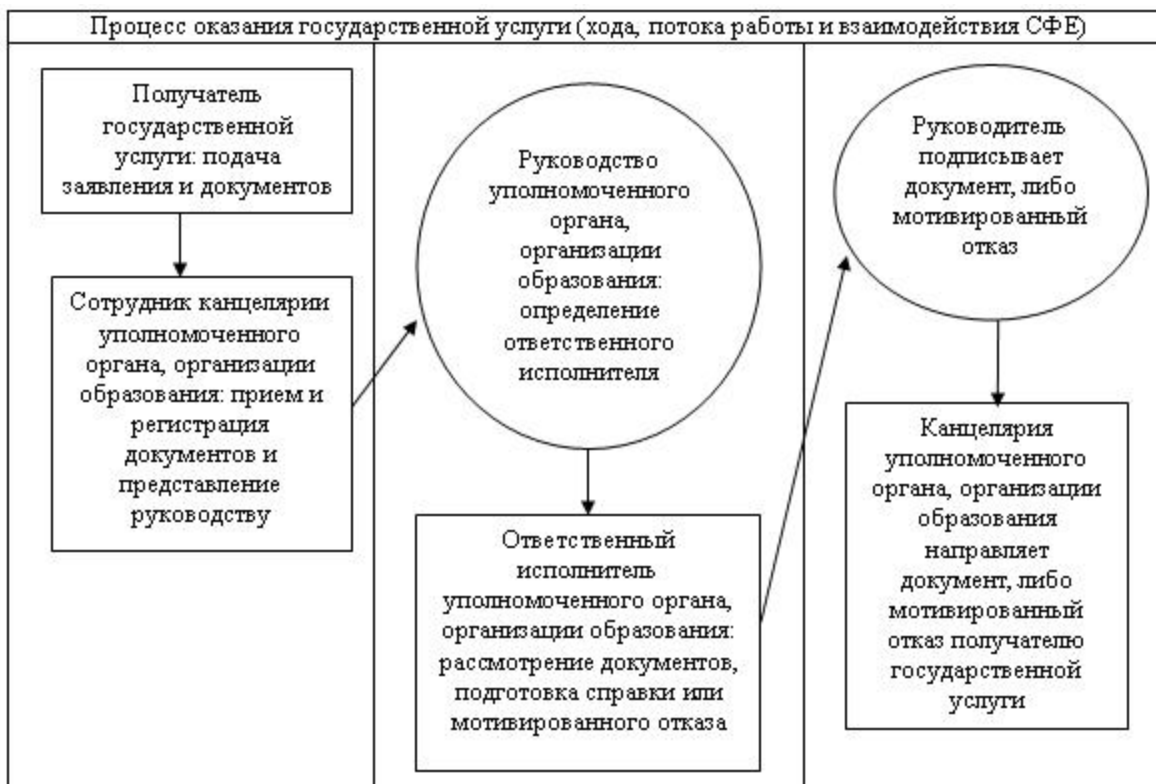 Процесс оказания государственной услуги (хода, потока работы и взаимодействия СФЕ)
Получатель
государственной
услуги: подача
заявления и документов
Сотрудник канцелярии
уполномоченного
органа, организации
образования: прием и
регистрация
документов и
представление
руководству
Руководство
уполномоченного
органа,
организации
образования:
определение
ответственного
исполнителя
Ответственный
исполнитель
уполномоченного органа,
организации образования:
рассмотрение документов,
подготовка справки или
мотивированного отказа
Руководитель
подписывает
документ, либо
мотивированный
отказ
Канцелярия
уполномоченного
органа, организации
образования
направляет
документ, либо
мотивированный
отказ получателю
государственной
услуги